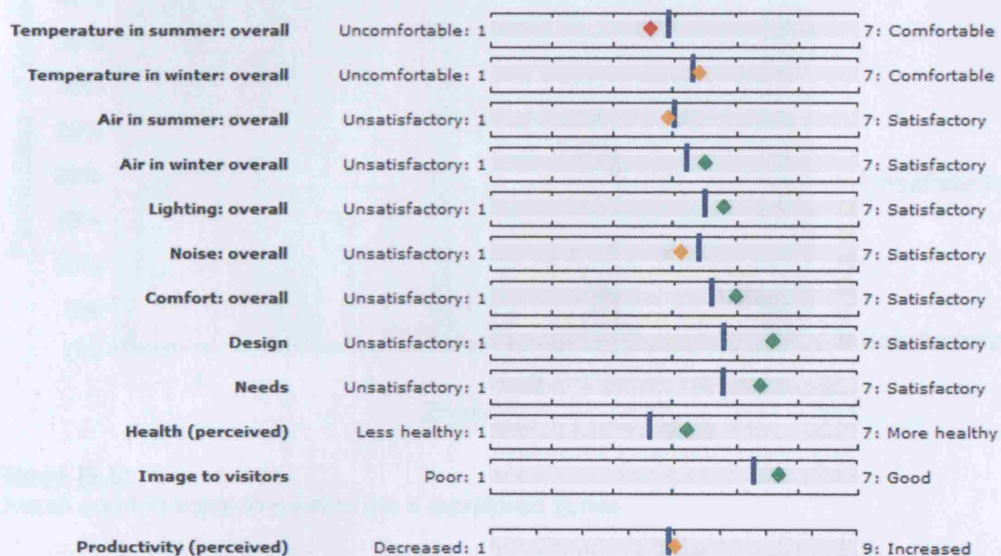 Temperature in summer: overall Uncomfortable: 1 7: Comfortable
Temperature in winter: overall Uncomfortable: 1 7: Comfortable
Air in summer: overall Unsatisfactory: 1 7: Satisfactory
Air in winter overall Unsatisfactory: 1 7: Satisfactory
Lighting: overall Unsatisfactory: 1 7: Satisfactory
Noise: overall Unsatisfactory: 1 7: Satisfactory
Comfort: overall Unsatisfactory: 1 7: Satisfactory
Design Unsatisfactory: 1 7: Satisfactory
Needs Unsatisfactory: 1 7: Satisfactory
Health (perceived) Less healthy: 1 7: More healthy
Image to visitors Poor: 1 7: Good
Productivity (perceived) Decreased: 1 9: Increased